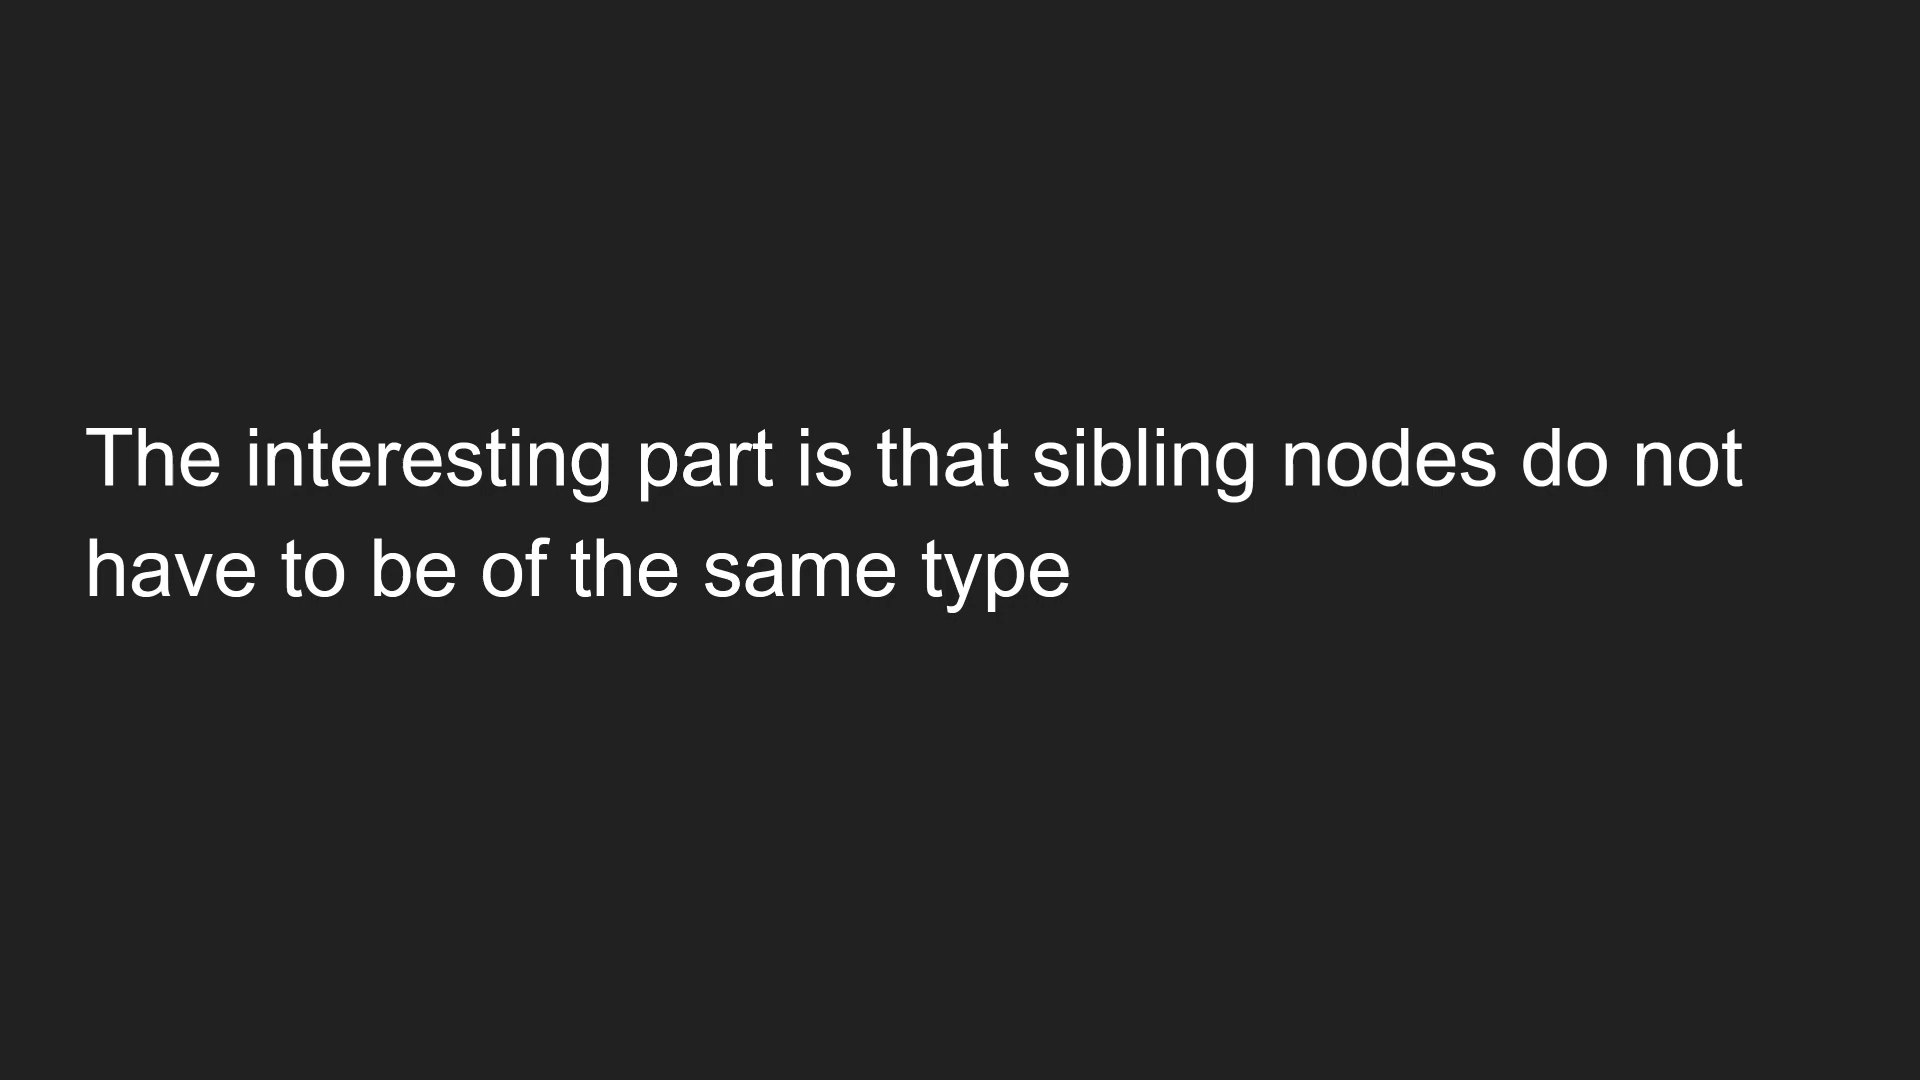 The interesting part is that sibling nodes do not
have to be of the same type